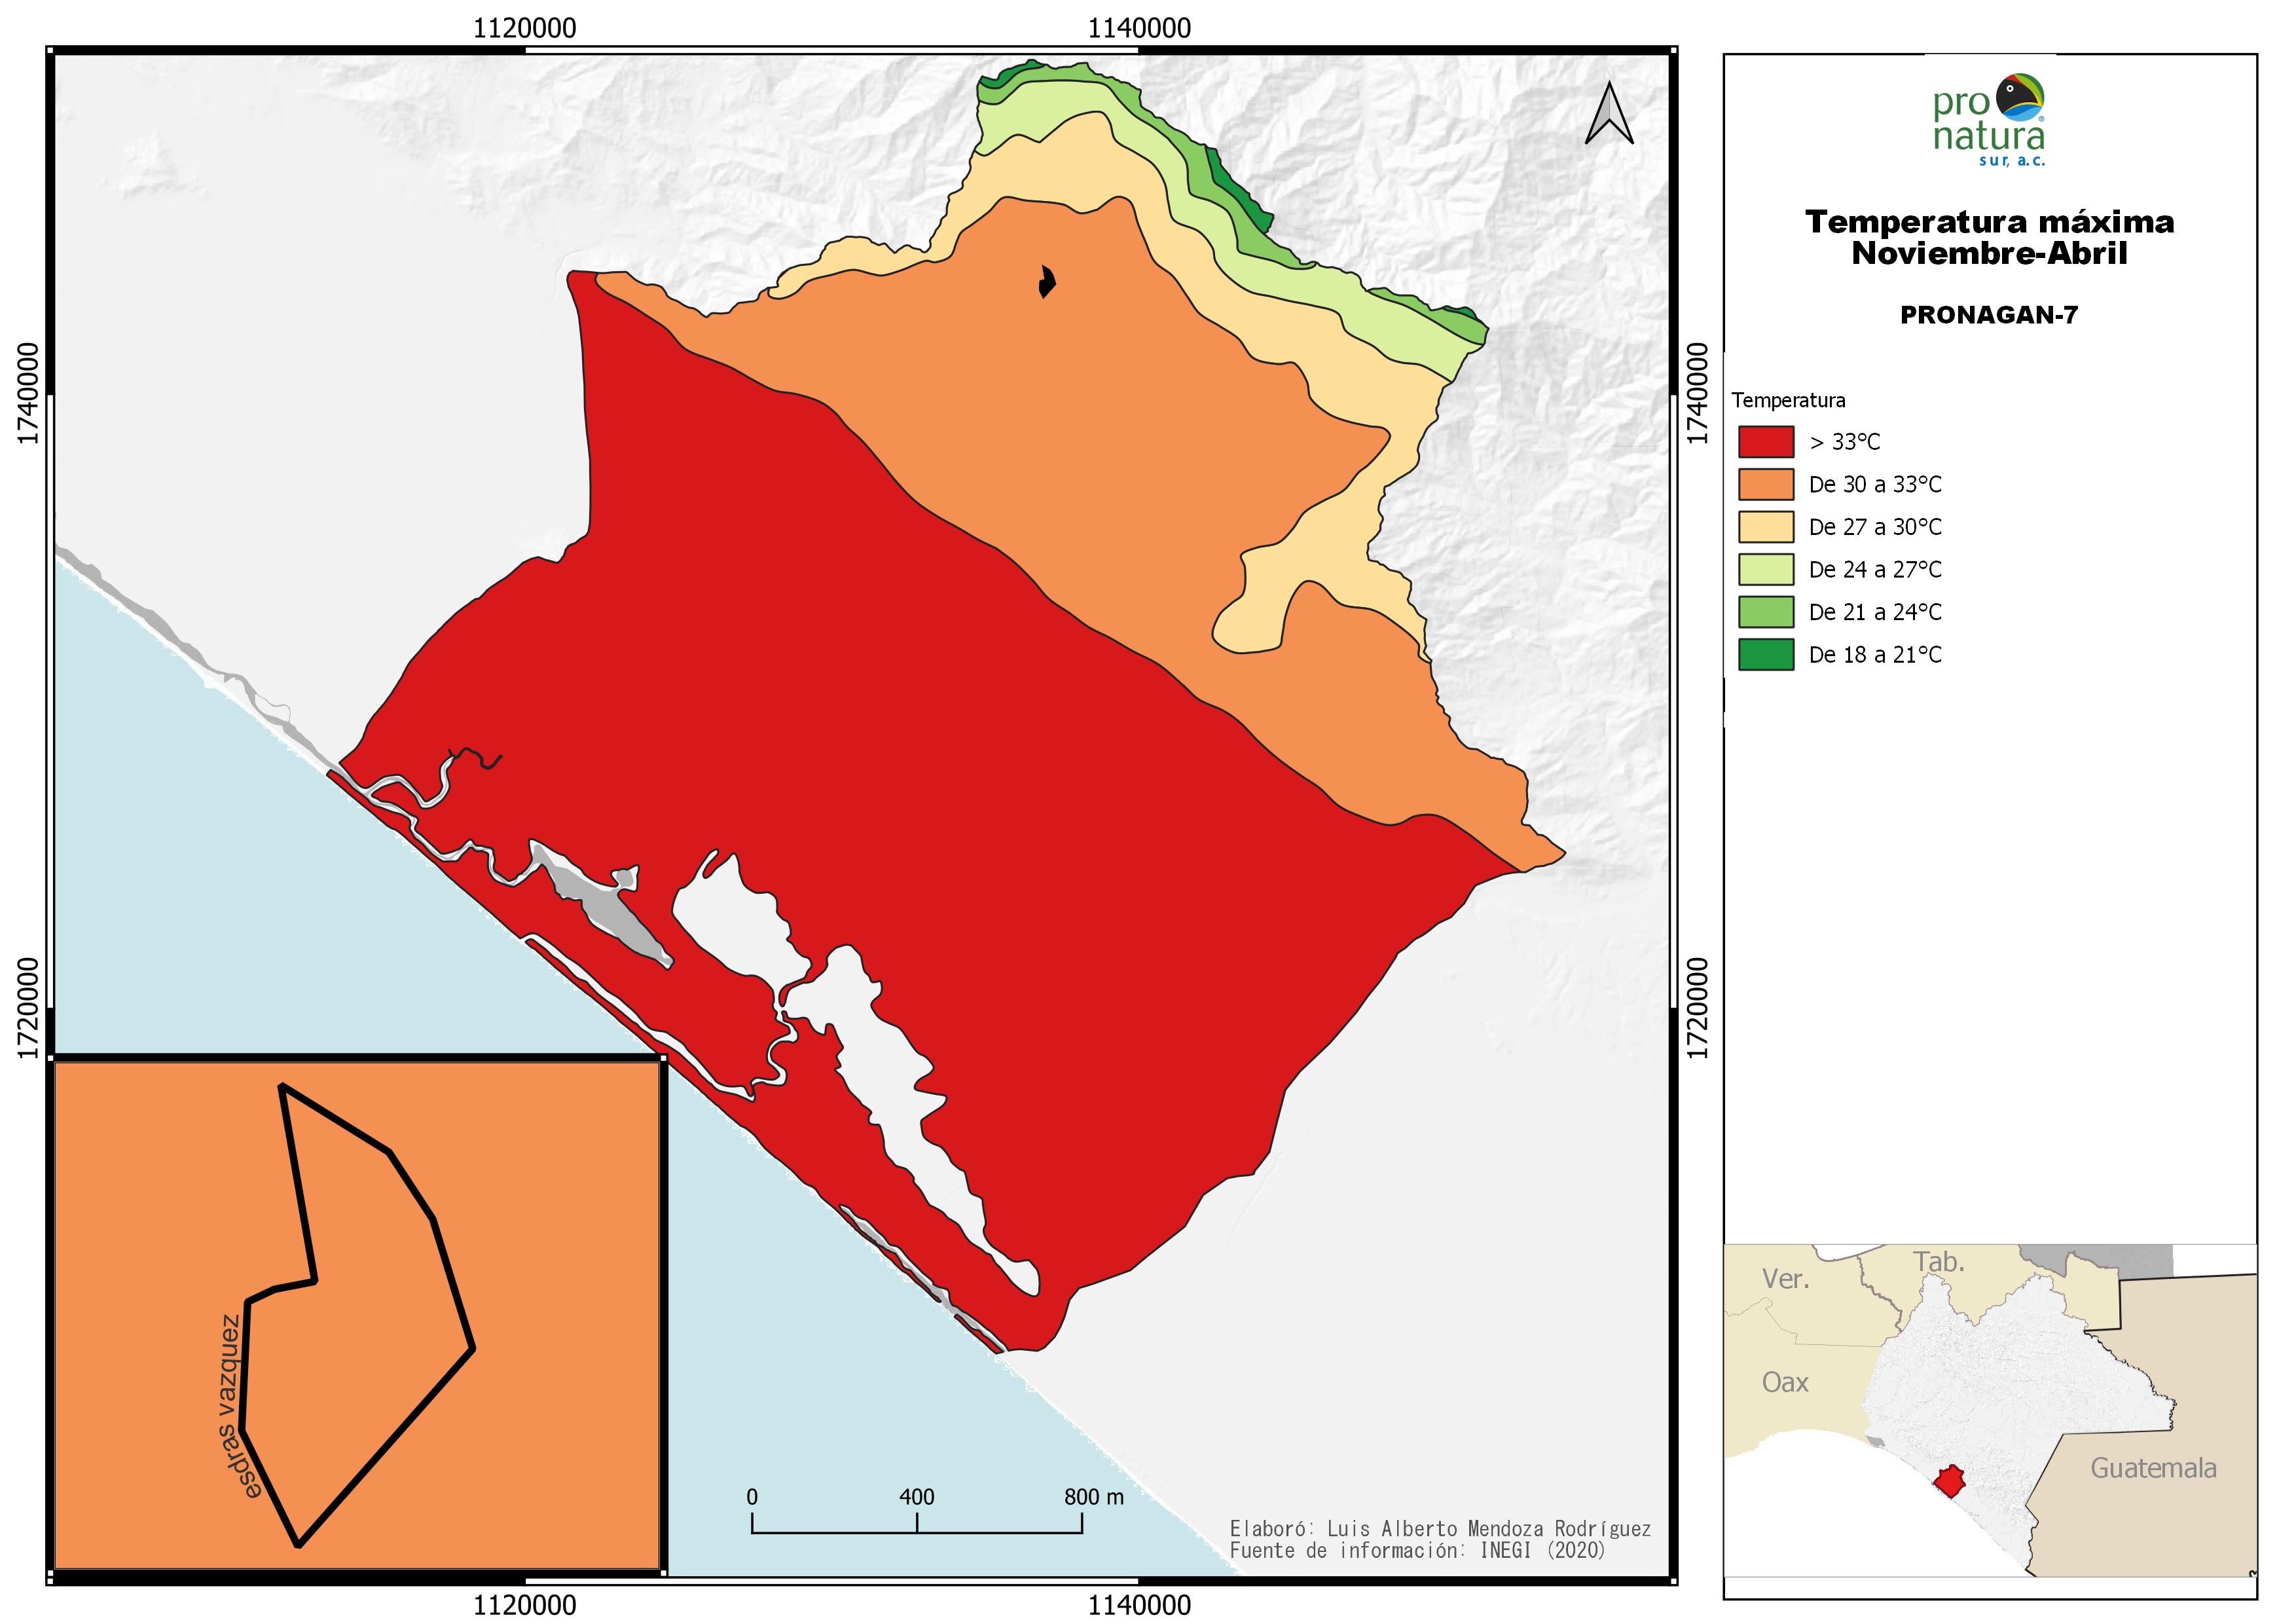 1120000
1140000
1740000
1720000
1740000
1720000
1120000
1140000
esdras vazquez
0
400
800 m
Elaboró: Luis Alberto Mendoza Rodríguez
Fuente de información: INEGI (2020)
pro
natura
®
sur, a.c.
Temperatura máxima
Noviembre-Abril
PRONAGAN-7
Temperatura
> 33°C
De 30 a 33°C
De 27 a 30°C
De 24 a 27°C
De 21 a 24°C
De 18 a 21°C
Ver.
Tab.
Oax
Guatemala